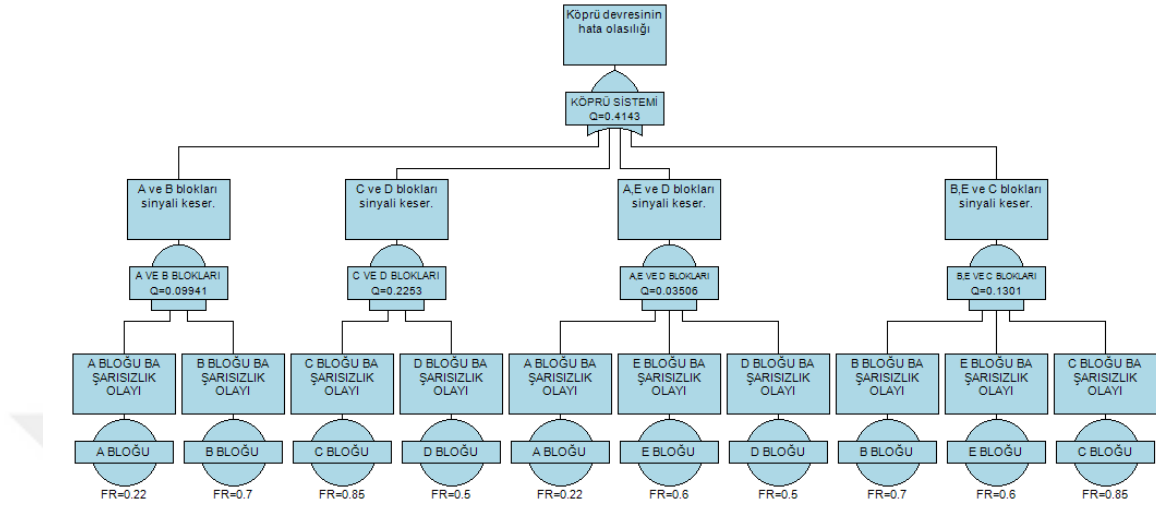 Köprü devresinin
hata olasılığı
KÖPRÜ SİSTEMİ
Q=0.4143
A ve B blokları
sinyali keser.
C ve D blokları
sinyali keser.
A,E ve D blokları
sinyali keser.
B,E ve C blokları
sinyali keser.
A VE B BLOKLARI
Q=0.09941
C VE D BLOKLARI
Q=0.2253
A,E VE D BLOKLARI
Q=0.03506
B,E VE C BLOKLARI
Q=0.1301
A BLOĞU BA
ŞARISIZLIK
OLAYI
B BLOĞU BA
ŞARISIZLIK
OLAYI
C BLOĞU BA
ŞARISIZLIK
OLAYI
D BLOĞU BA
ŞARISIZLIK
OLAYI
A BLOĞU BA
ŞARISIZLIK
OLAYI
E BLOĞU BA
ŞARISIZLIK
OLAYI
D BLOĞU BA
ŞARISIZLIK
OLAYI
B BLOĞU BA
ŞARISIZLIK
OLAYI
E BLOĞU BA
ŞARISIZLIK
OLAYI
C BLOĞU BA
ŞARISIZLIK
OLAYI
A BLOĞU
B BLOĞU
C BLOĞU
D BLOĞU
A BLOĞU
E BLOĞU
D BLOĞU
B BLOĞU
E BLOĞU
C BLOĞU
FR=0.22
FR=0.7
FR=0.85
FR=0.5
FR=0.22
FR=0.6
FR=0.5
FR=0.7
FR=0.6
FR=0.85